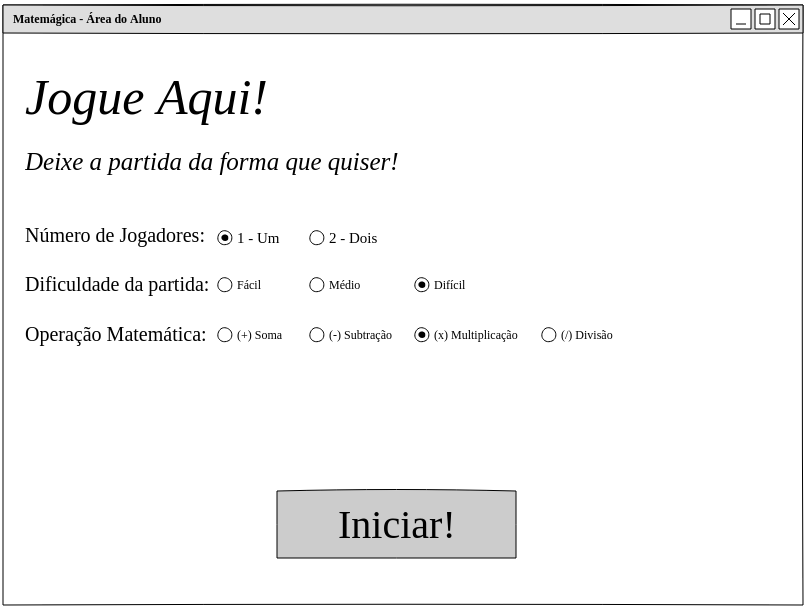 Matemágica - Área do Aluno
Jogue Aqui!
Deixe a partida da forma que quiser!
Número de Jogadores: 1 - Um 2 - Dois
Dificuldade da partida: Fácil Médio Difícil
Operação Matemática: (+) Soma (-) Subtração (x) Multiplicação (/) Divisão
Iniciar!